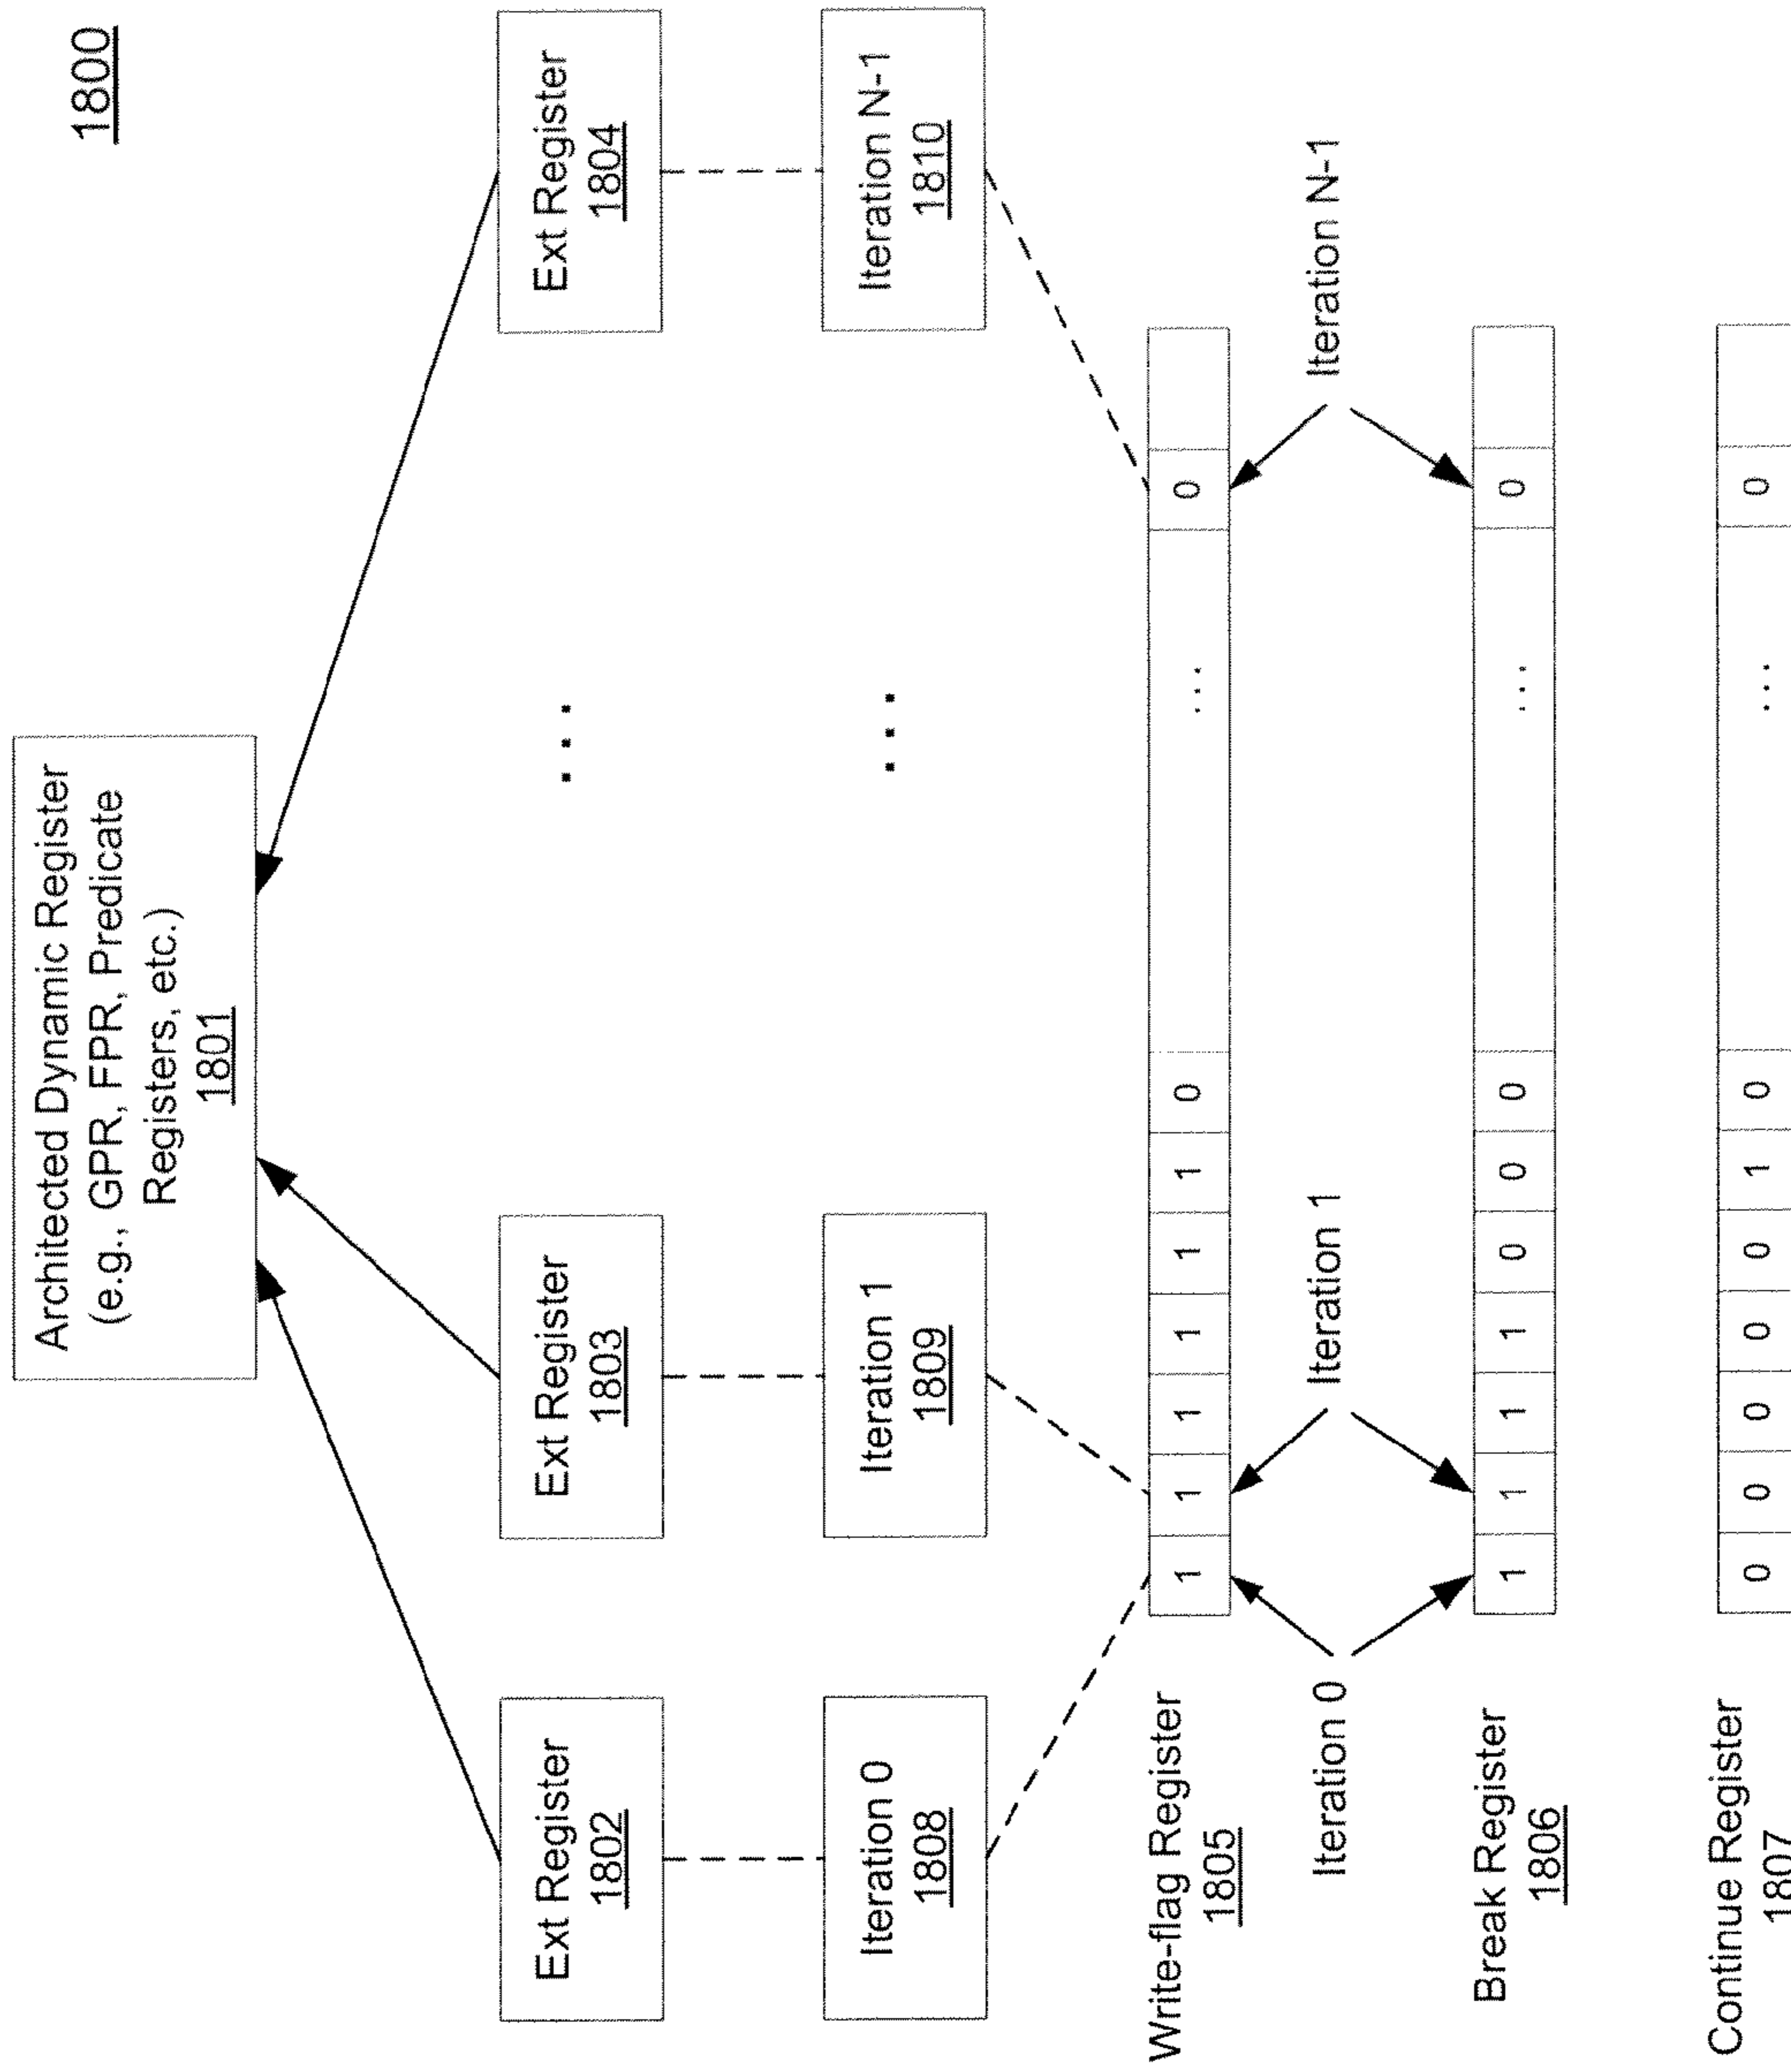 1800
Architected Dynamic Register
(e.g., GPR, FPR, Predicate
Registers, etc.)
1801
Ext Register
1802
Ext Register
1803
. . .
Ext Register
1804
Iteration 0
1808
Iteration 1
1809
. . .
Iteration N-1
1810
Write-flag Register
1805
1 1 1 1 1 1 0 ... 0
Iteration 0
Iteration 1
Iteration N-1
Break Register
1806
1 1 1 1 0 0 0 ... 0
Continue Register
1807
0 0 0 0 0 1 0 ... 0